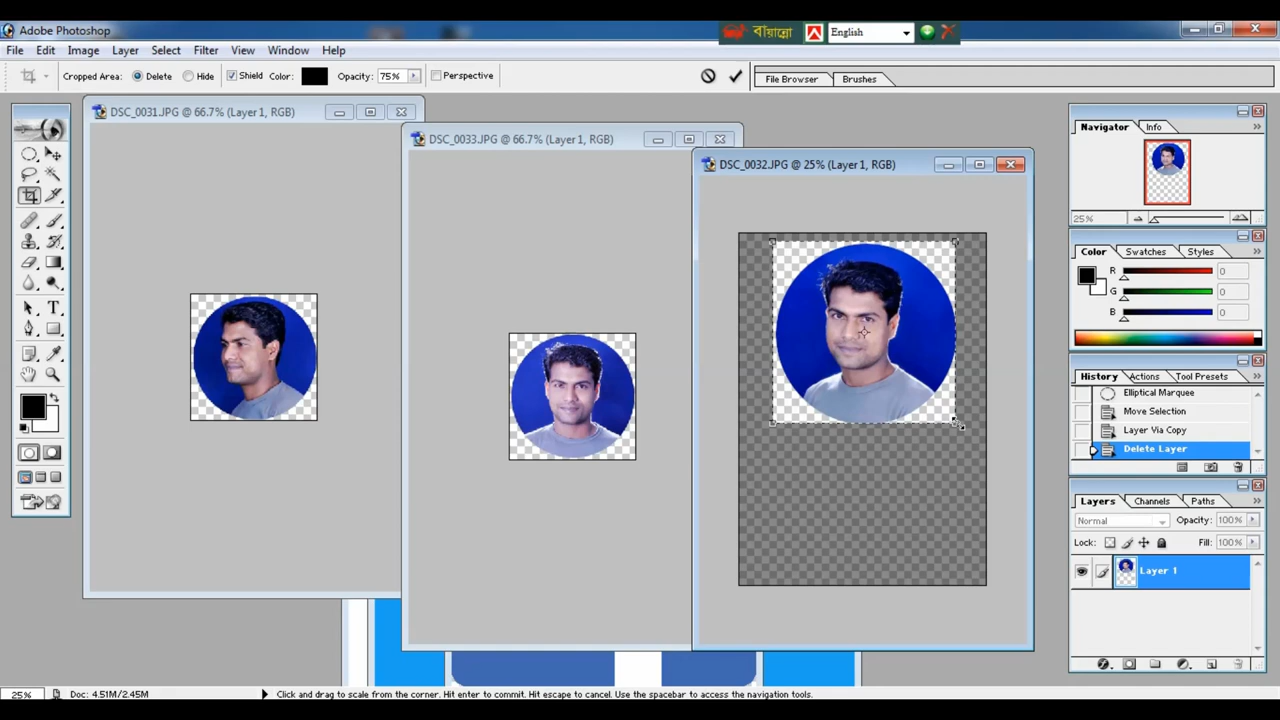 Adobe Photoshop
বায়ান্নো English
File Edit Image Layer Select Filter View Window Help
Cropped Area: Delete Hide Shield Color: Opacity: 75% Perspective File Browser Brushes
DSC_0031.JPG @ 66.7% (Layer 1, RGB)
DSC_0033.JPG @ 66.7% (Layer 1, RGB)
DSC_0032.JPG @ 25% (Layer 1, RGB)
Navigator Info
25%
Color Swatches Styles
R 0
G 0
B 0
History Actions Tool Presets
Elliptical Marquee
Move Selection
Layer Via Copy
Delete Layer
Layers Channels Paths
Normal Opacity: 100%
Lock: Fill: 100%
Layer 1
25% Doc: 4.51M/2.45M Click and drag to scale from the corner. Hit enter to commit. Hit escape to cancel. Use the spacebar to access the navigation tools.